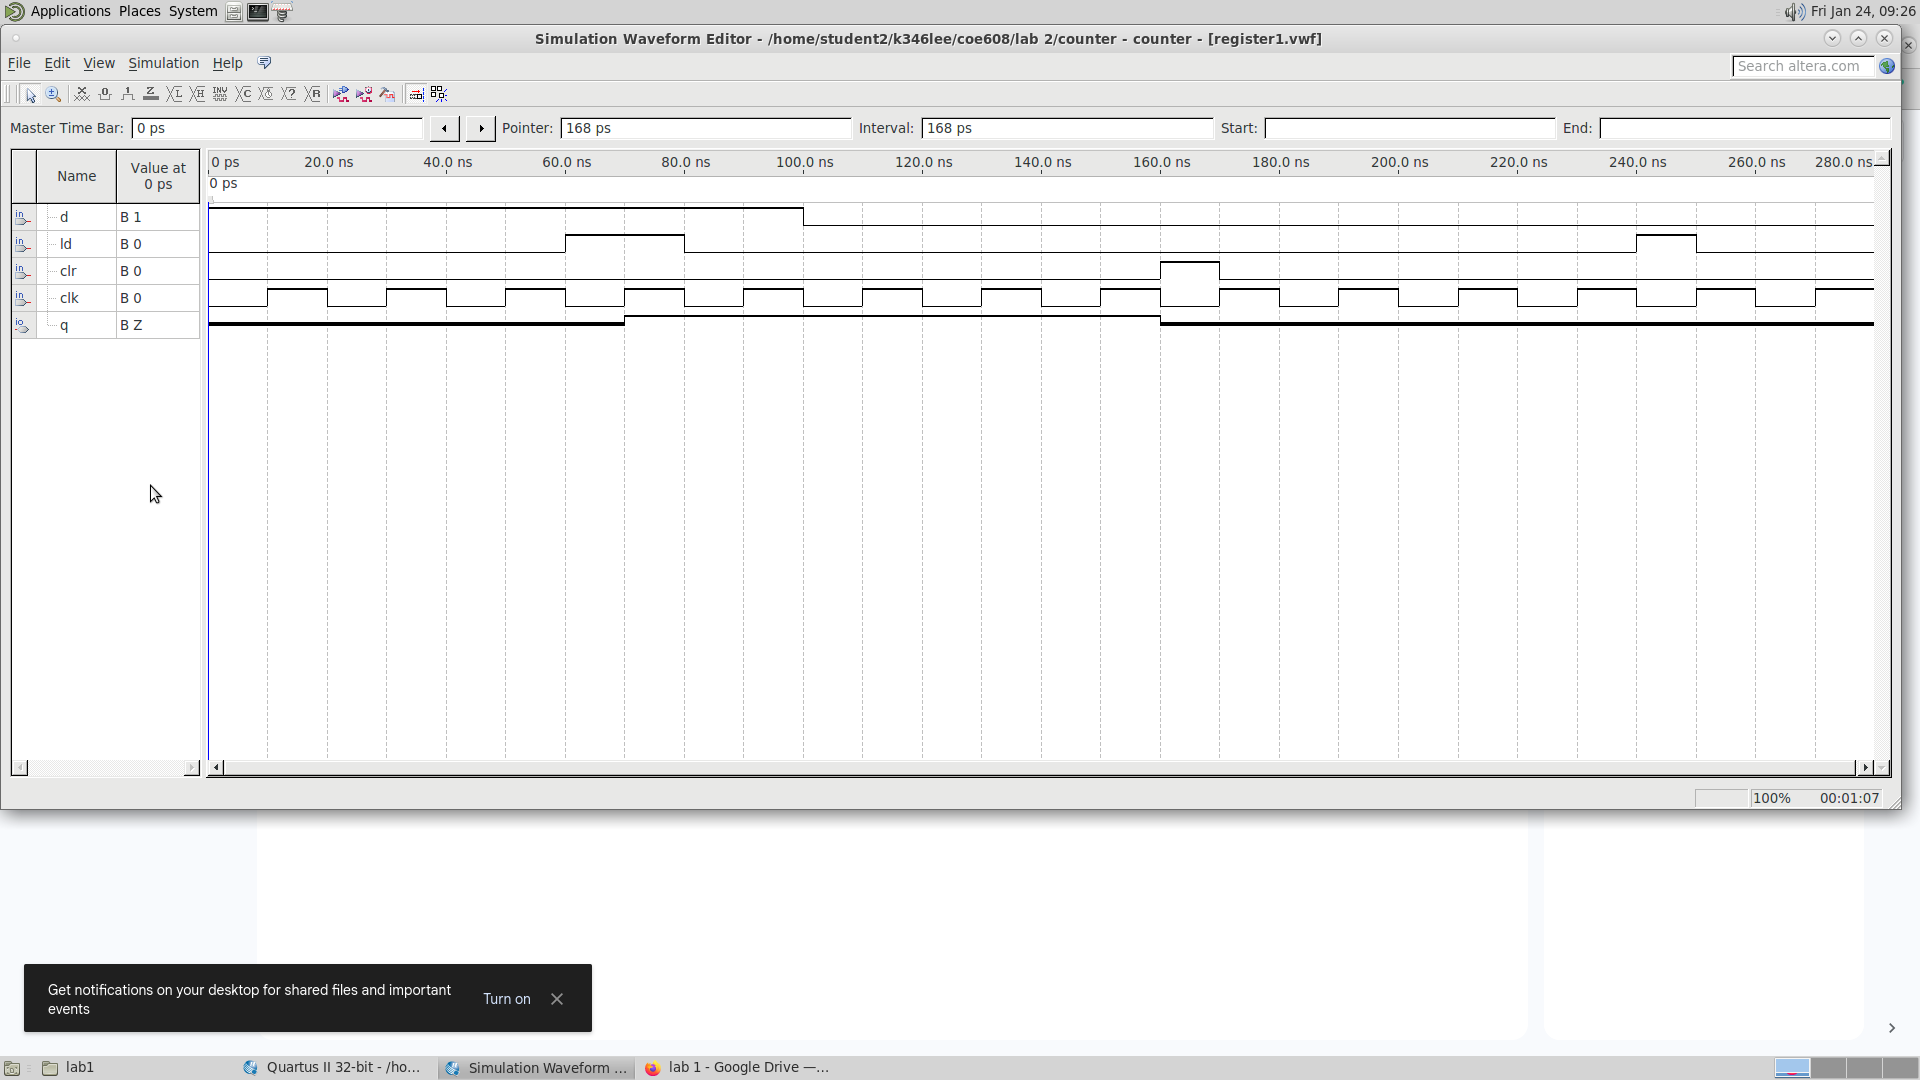 Applications Places System Fri Jan 24, 09:26
Simulation Waveform Editor - /home/student2/k346lee/coe608/lab 2/counter - counter - [register1.vwf]
File Edit View Simulation Help
Search altera.com
Master Time Bar: 0 ps Pointer: 168 ps Interval: 168 ps Start: End:
Name Value at 0 ps
0 ps 20.0 ns 40.0 ns 60.0 ns 80.0 ns 100.0 ns 120.0 ns 140.0 ns 160.0 ns 180.0 ns 200.0 ns 220.0 ns 240.0 ns 260.0 ns 280.0 ns
0 ps
d B 1
ld B 0
clr B 0
clk B 0
q B Z
100% 00:01:07
Get notifications on your desktop for shared files and important
events
Turn on
lab1 Quartus II 32-bit - /ho... Simulation Waveform ... lab 1 - Google Drive —...